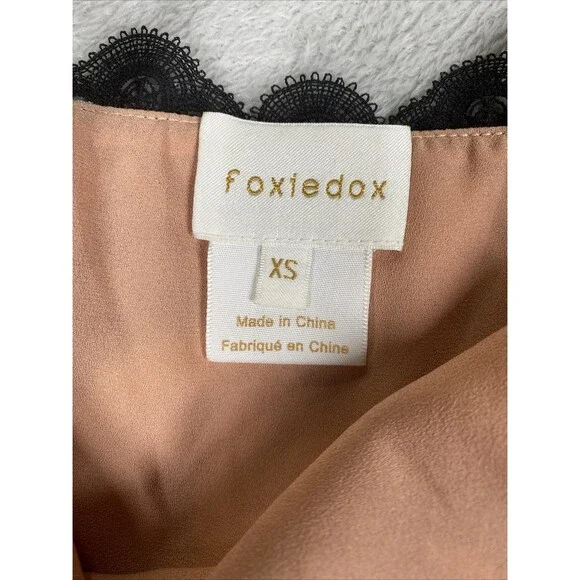 foxiedox
XS
Made in China
Fabriqué en Chine